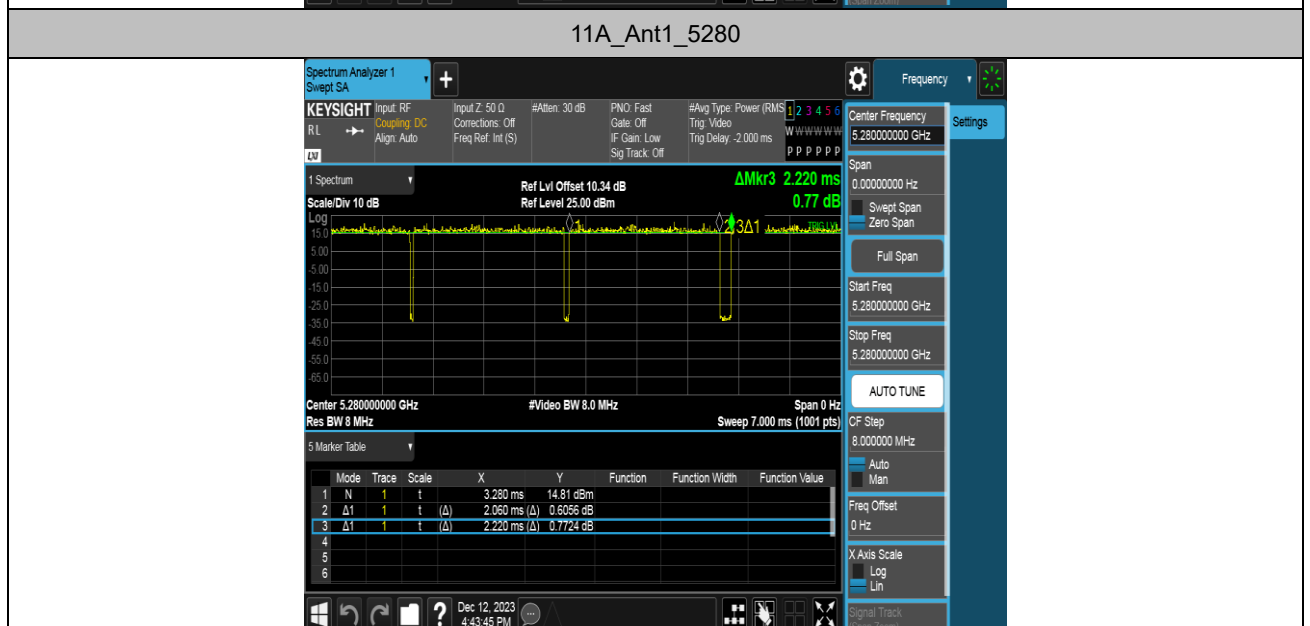 11A_Ant1_5280
Spectrum Analyzer 1
Swept SA
Frequency
KEYSIGHT
RL
LXI
Input: RF
Coupling: DC
Align: Auto
Input Z: 50 Ω
Corrections: Off
Freq Ref: Int (S)
#Atten: 30 dB
PNO: Fast
Gate: Off
IF Gain: Low
Sig Track: Off
#Avg Type: Power (RMS
Trig: Video
Trig Delay: -2.000 ms
1 2 3 4 5 6
W W W W W W
P P P P P P
1 Spectrum
Scale/Div 10 dB
Ref Lvl Offset 10.34 dB
Ref Level 25.00 dBm
ΔMkr3 2.220 ms
0.77 dB
Log
15.0
5.00
-5.00
-15.0
-25.0
-35.0
-45.0
-55.0
-65.0
1
2
3Δ1
TRIG LVL
Center 5.280000000 GHz
#Video BW 8.0 MHz
Span 0 Hz
Res BW 8 MHz
Sweep 7.000 ms (1001 pts)
5 Marker Table
Mode Trace Scale X Y Function Function Width Function Value
1 N 1 t 3.280 ms 14.81 dBm
2 Δ1 1 t (Δ) 2.060 ms (Δ) 0.6056 dB
3 Δ1 1 t (Δ) 2.220 ms (Δ) 0.7724 dB
4
5
6
?
Dec 12, 2023
4:43:45 PM
Center Frequency
5.280000000 GHz
Settings
Span
0.00000000 Hz
Swept Span
Zero Span
Full Span
Start Freq
5.280000000 GHz
Stop Freq
5.280000000 GHz
AUTO TUNE
CF Step
8.000000 MHz
Auto
Man
Freq Offset
0 Hz
X Axis Scale
Log
Lin
Signal Track